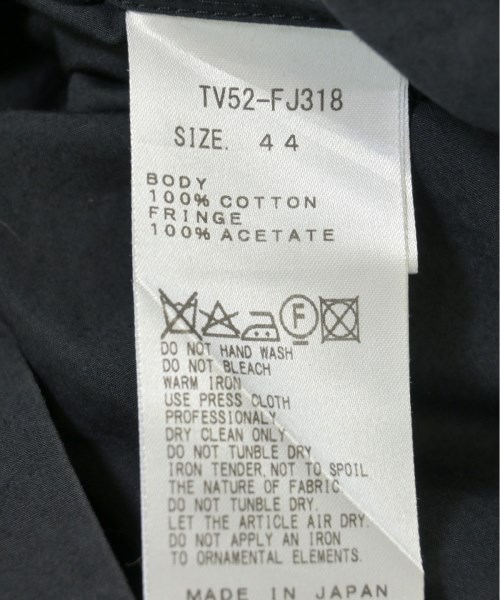 TV52-FJ318
SIZE. 44
BODY
100% COTTON
FRINGE
100% ACETATE
F
DO NOT HAND WASH
DO NOT BLEACH
WARM IRON
USE PRESS CLOTH
PROFESSIONALY
DRY CLEAN ONLY
DO NOT TUNBLE DRY
IRON TENDER, NOT TO SPOIL
THE NATURE OF FABRIC
DO NOT TUNBLE DRY.
LET THE ARTICLE AIR DRY.
DO NOT APPLY AN IRON
TO ORNAMENTAL ELEMENTS.
MADE IN JAPAN